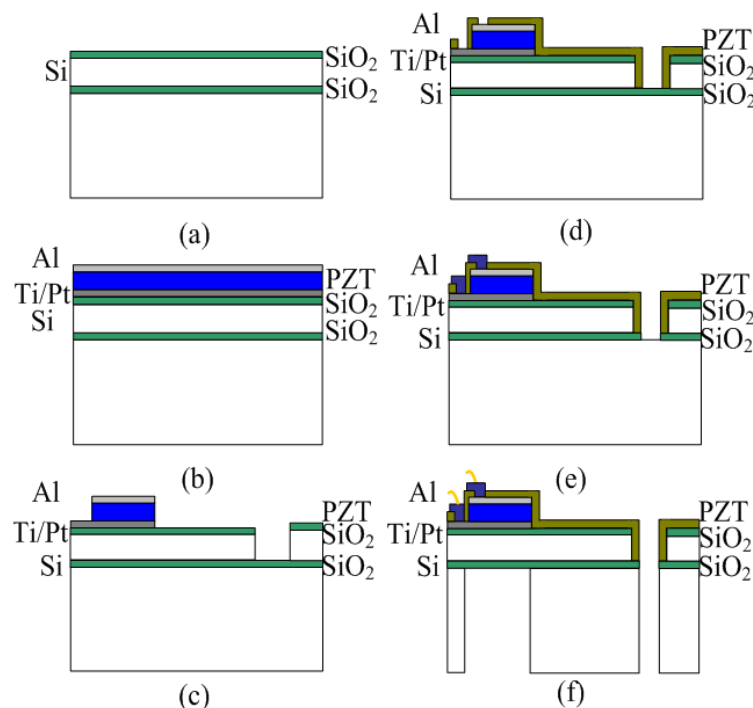 Si
SiO₂
SiO₂
(a)
Al
PZT
Ti/Pt
SiO₂
Si
SiO₂
(b)
Al
PZT
Ti/Pt
SiO₂
Si
SiO₂
(c)
Al
PZT
Ti/Pt
SiO₂
Si
SiO₂
(d)
Al
PZT
Ti/Pt
SiO₂
Si
SiO₂
(e)
Al
PZT
Ti/Pt
SiO₂
Si
SiO₂
(f)